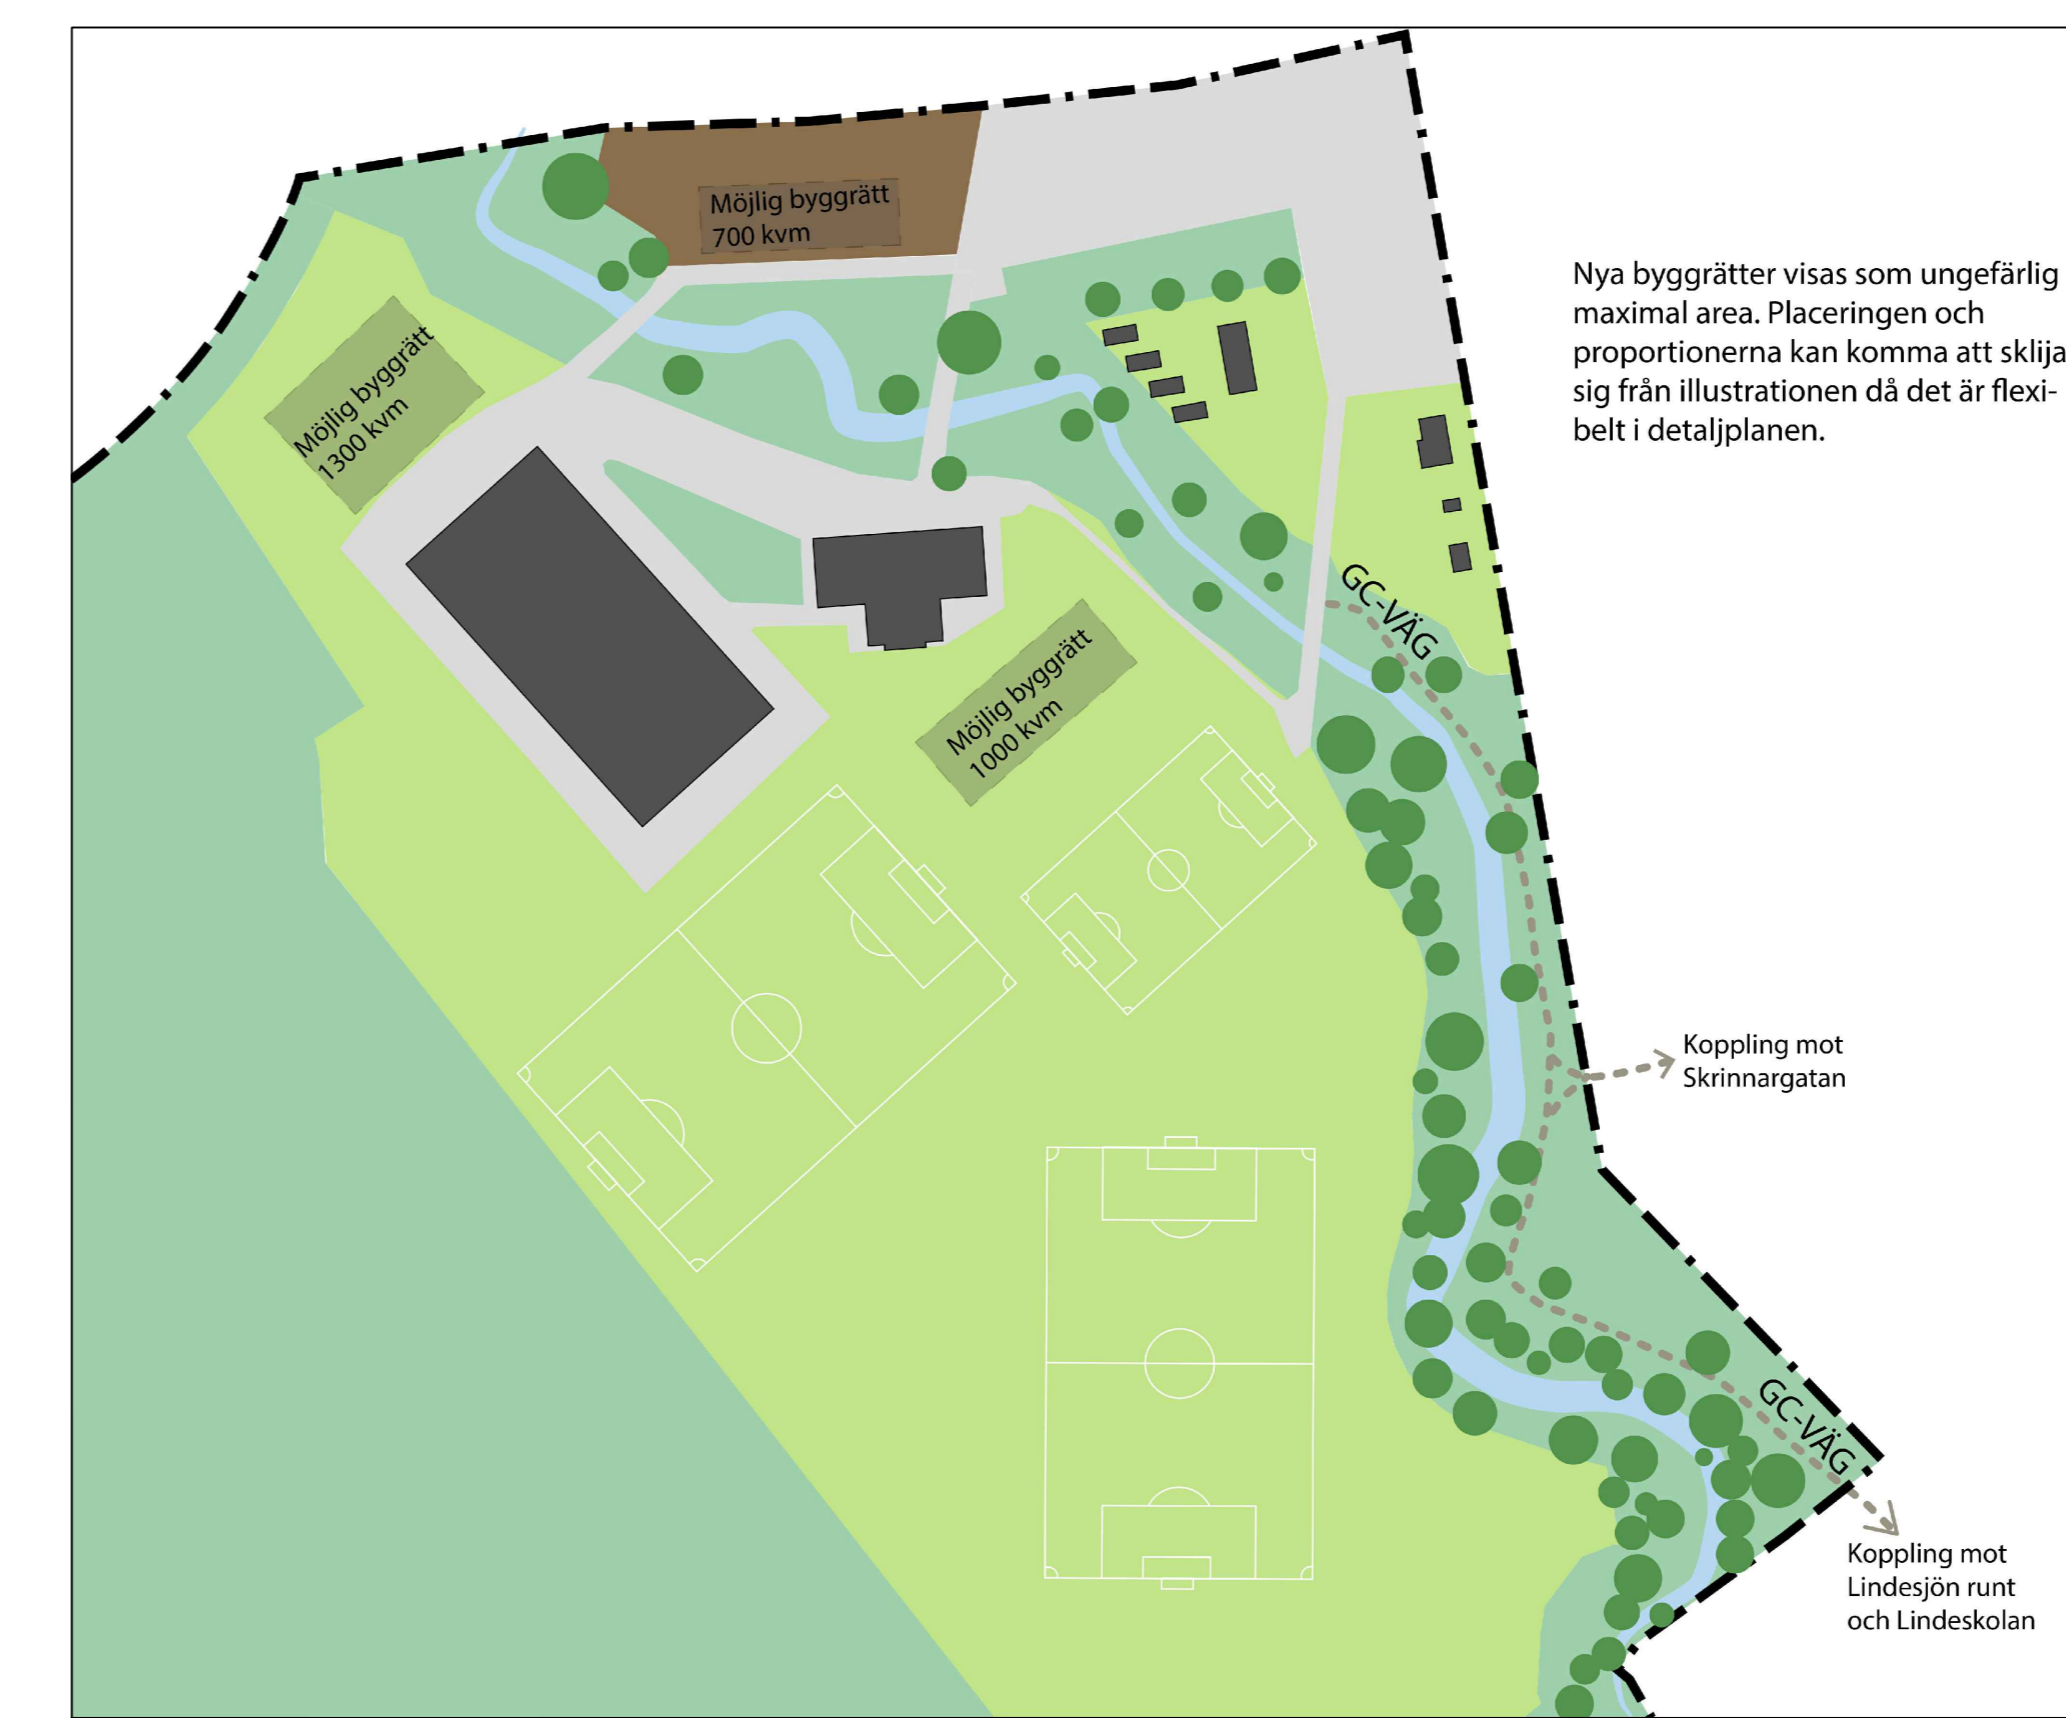 Möjlig byggrätt
700 kvm
Möjlig byggrätt
1300 kvm
Nya byggrätter visas som ungefärlig
maximal area. Placeringen och
proportionerna kan komma att sklija
sig från illustrationen då det är flexi-
belt i detaljplanen.
GC-VÄG
Möjlig byggrätt
1000 kvm
Koppling mot
Skrinnargatan
GC-VÄG
Koppling mot
Lindesjön runt
och Lindeskolan